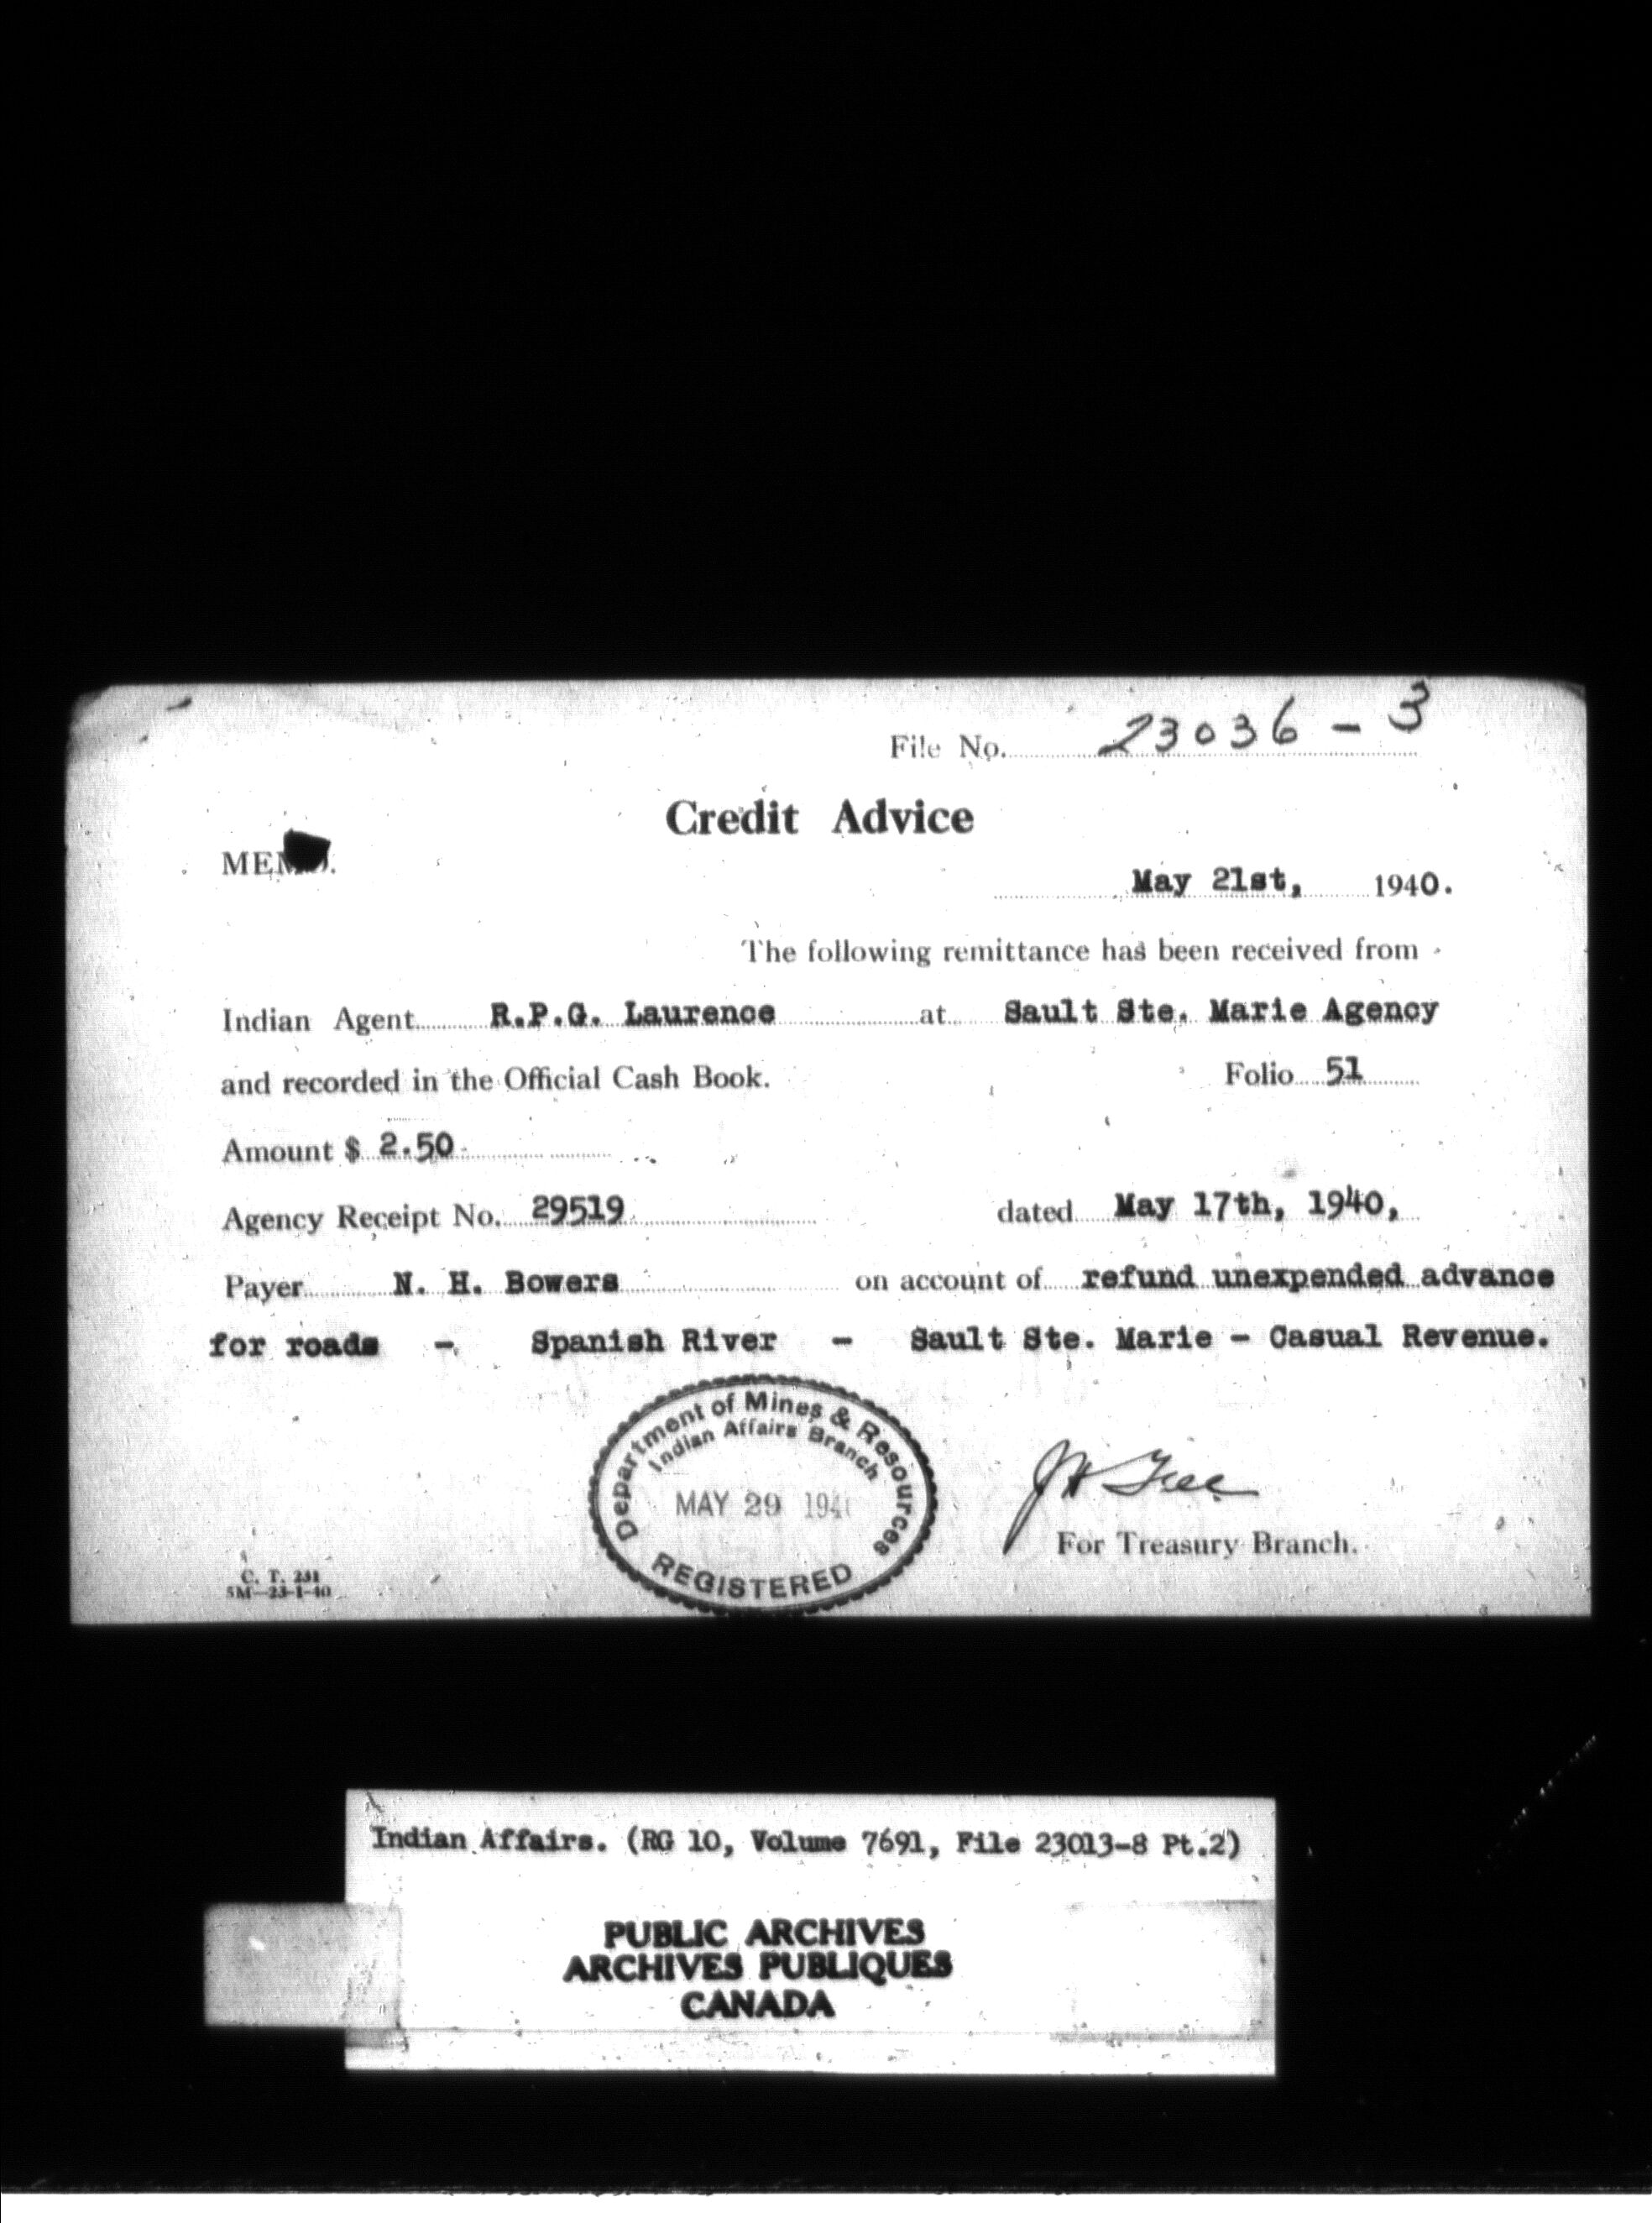 File No. 23036 - 3
Credit Advice
MEMO.
May 21st, 1940.
The following remittance has been received from
Indian Agent R.P.G. Laurence at Sault Ste. Marie Agency
and recorded in the Official Cash Book. Folio 51
Amount $ 2.50
Agency Receipt No. 29519 dated May 17th, 1940,
Payer N. H. Bowers on account of refund unexpended advance
for roads - Spanish River - Sault Ste. Marie - Casual Revenue.
Department of Mines & Resources
Indian Affairs Branch
MAY 29 194
REGISTERED
For Treasury Branch.
C. T. 231
5M-23-1-40
Indian Affairs. (RG 10, Volume 7691, File 23013-8 Pt.2)
PUBLIC ARCHIVES
ARCHIVES PUBLIQUES
CANADA